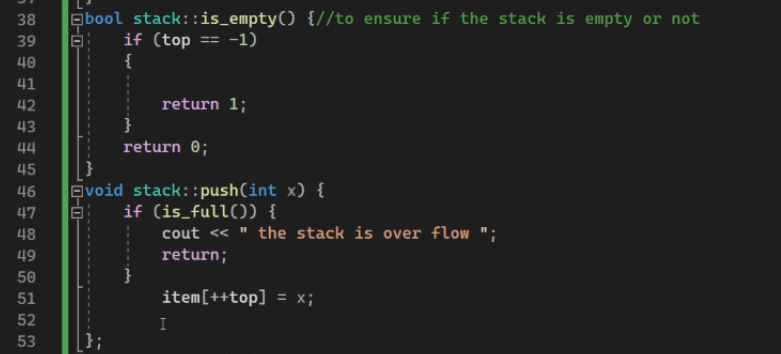 38 bool stack::is_empty() {//to ensure if the stack is empty or not
39 if (top == -1)
40 {
41
42 return 1;
43 }
44 return 0;
45 }
46 void stack::push(int x) {
47 if (is_full()) {
48 cout << " the stack is over flow ";
49 return;
50 }
51 item[++top] = x;
52
53 };